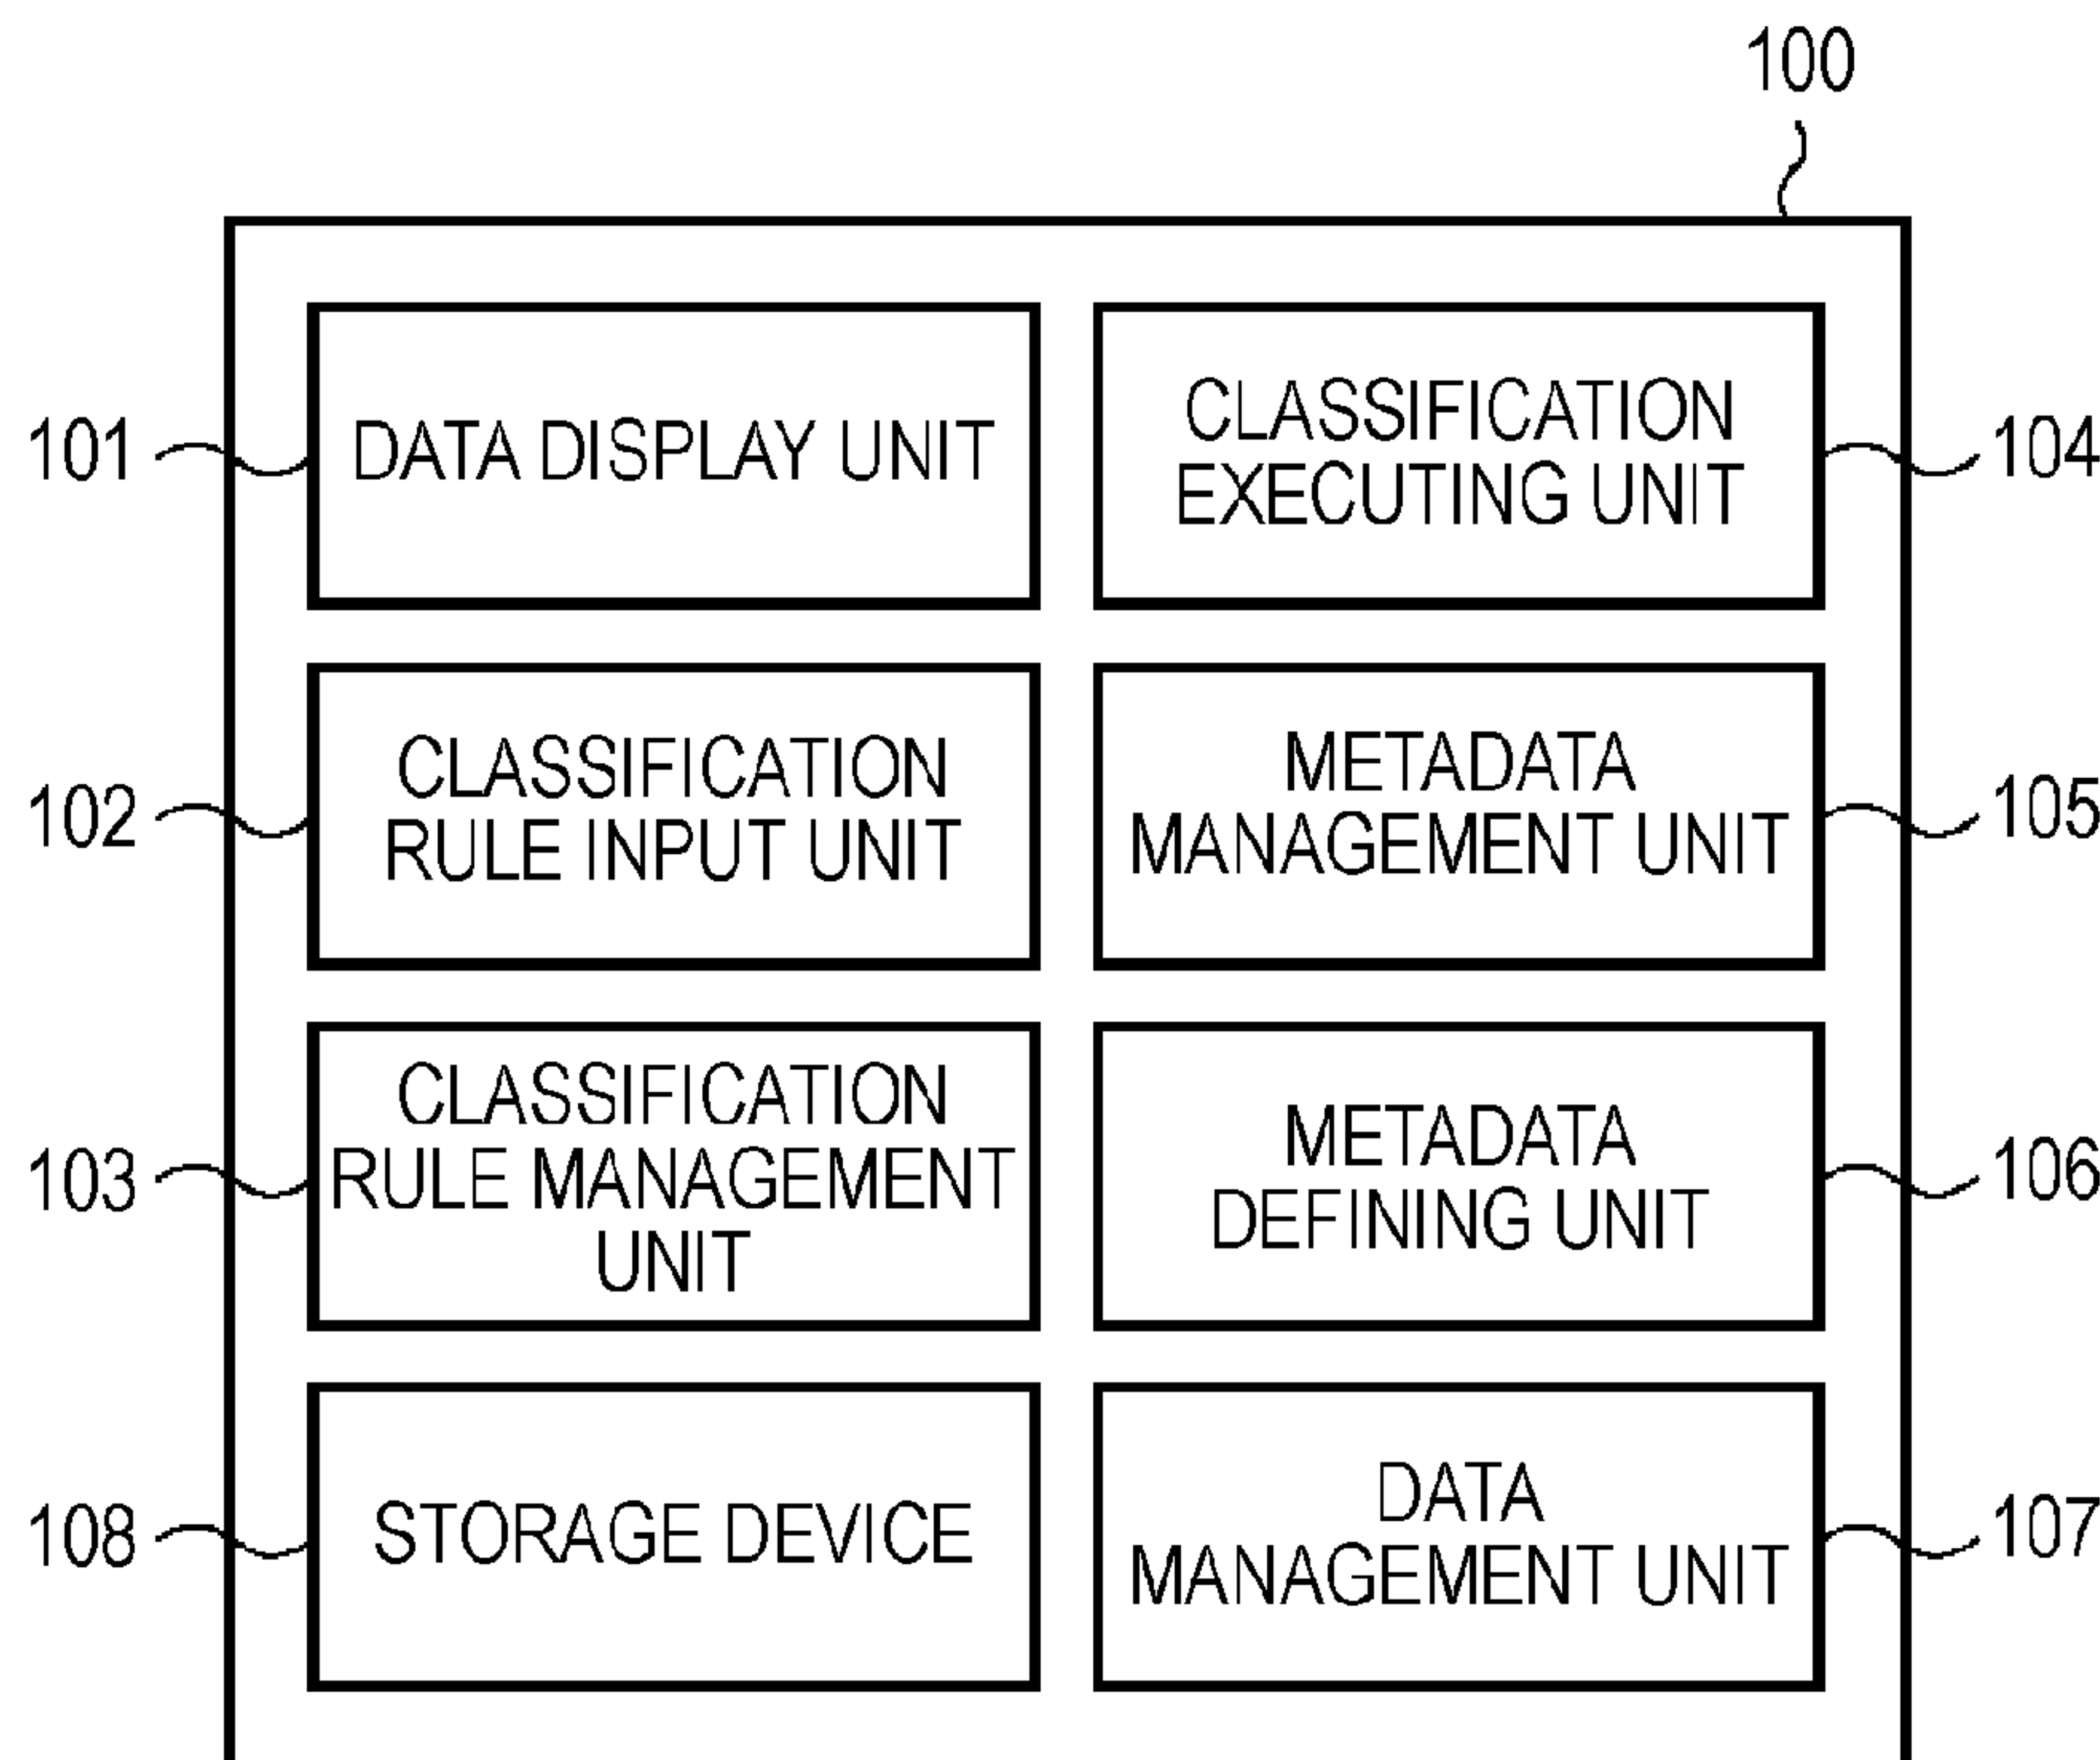 100
101
DATA DISPLAY UNIT
CLASSIFICATION
EXECUTING UNIT
104
102
CLASSIFICATION
RULE INPUT UNIT
METADATA
MANAGEMENT UNIT
105
103
CLASSIFICATION
RULE MANAGEMENT
UNIT
METADATA
DEFINING UNIT
106
108
STORAGE DEVICE
DATA
MANAGEMENT UNIT
107